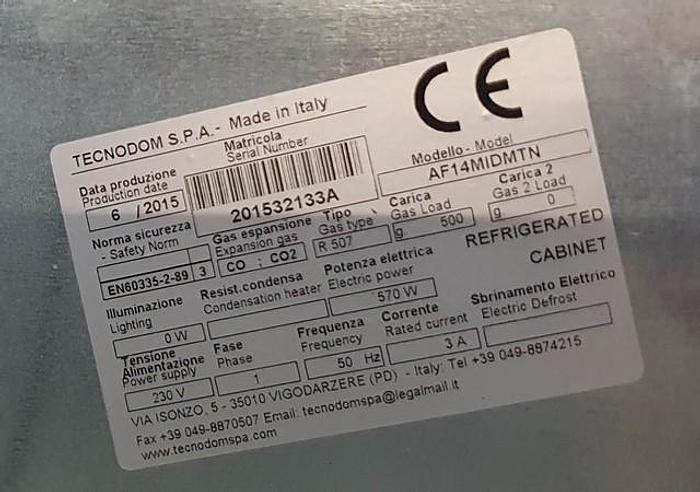 TECNODOM S.P.A.- Made in Italy
CE
Data produzione
Production date
6 / 2015
Matricola
Serial Number
201532133A
Modello - Model
AF14MIDMTN
Norma sicurezza
- Safety Norm
EN60335-2-89 3
Gas espansione
Expansion gas
CO : CO2
Tipo
Gas type
R 507
Carica
Gas Load
g. 500
Carica 2
Gas 2 Load
g. 0
REFRIGERATED
CABINET
Illuminazione
Lighting
0 W
Resist.condensa
Condensation heater
Potenza elettrica
Electric power
570 W
Sbrinamento Elettrico
Electric Defrost
Tensione
Alimentazione
Power supply
230 V
Fase
Phase
1
Frequenza
Frequency
50 Hz
Corrente
Rated current
3 A
VIA ISONZO, 5 - 35010 VIGODARZERE (PD) - Italy: Tel +39 049-8874215
Fax +39 049-8870507 Email: tecnodomspa@legalmail.it
www.tecnodomspa.com